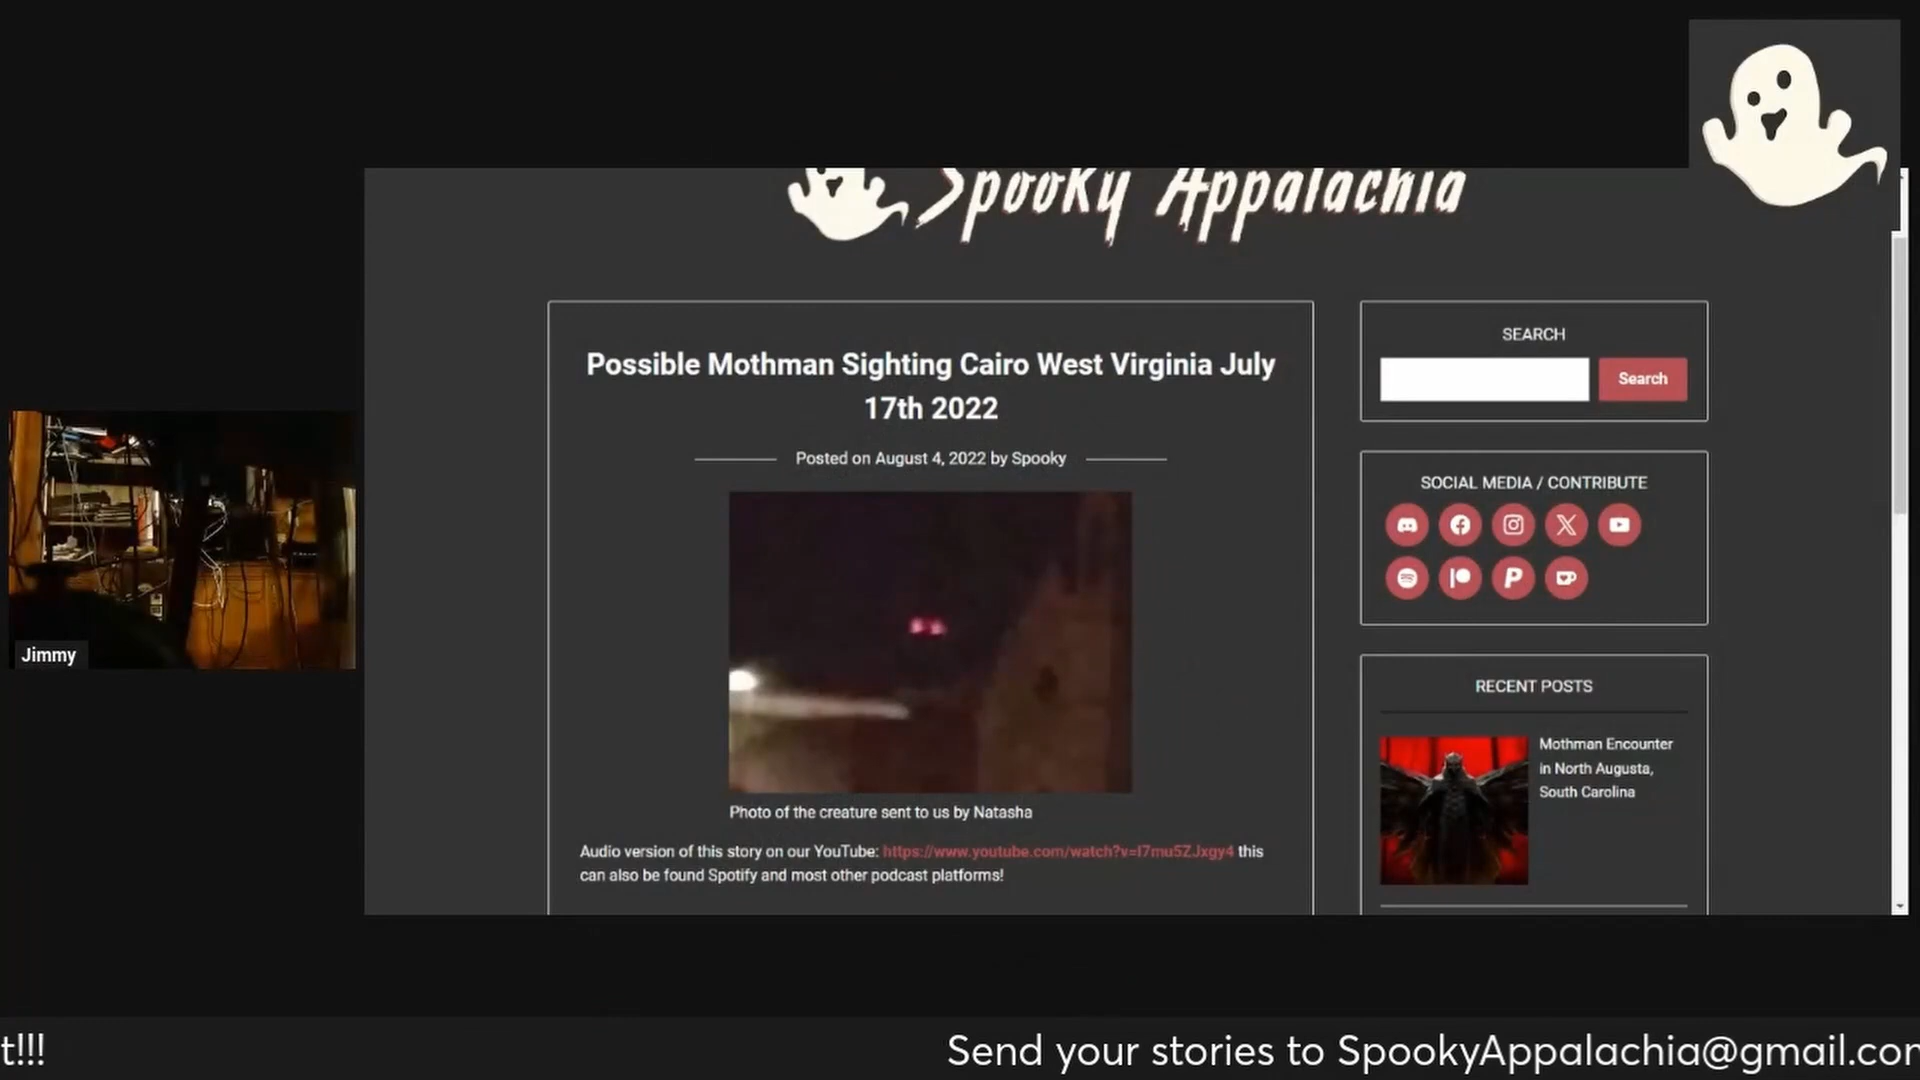 Spooky Appalachia
Possible Mothman Sighting Cairo West Virginia July
17th 2022
Posted on August 4, 2022 by Spooky
Photo of the creature sent to us by Natasha
Audio version of this story on our YouTube: https://www.youtube.com/watch?v=I7mu5ZJxgy4 this
can also be found Spotify and most other podcast platforms!
SEARCH
Search
SOCIAL MEDIA / CONTRIBUTE
RECENT POSTS
Mothman Encounter
in North Augusta,
South Carolina
Jimmy
t!!! Send your stories to SpookyAppalachia@gmail.com